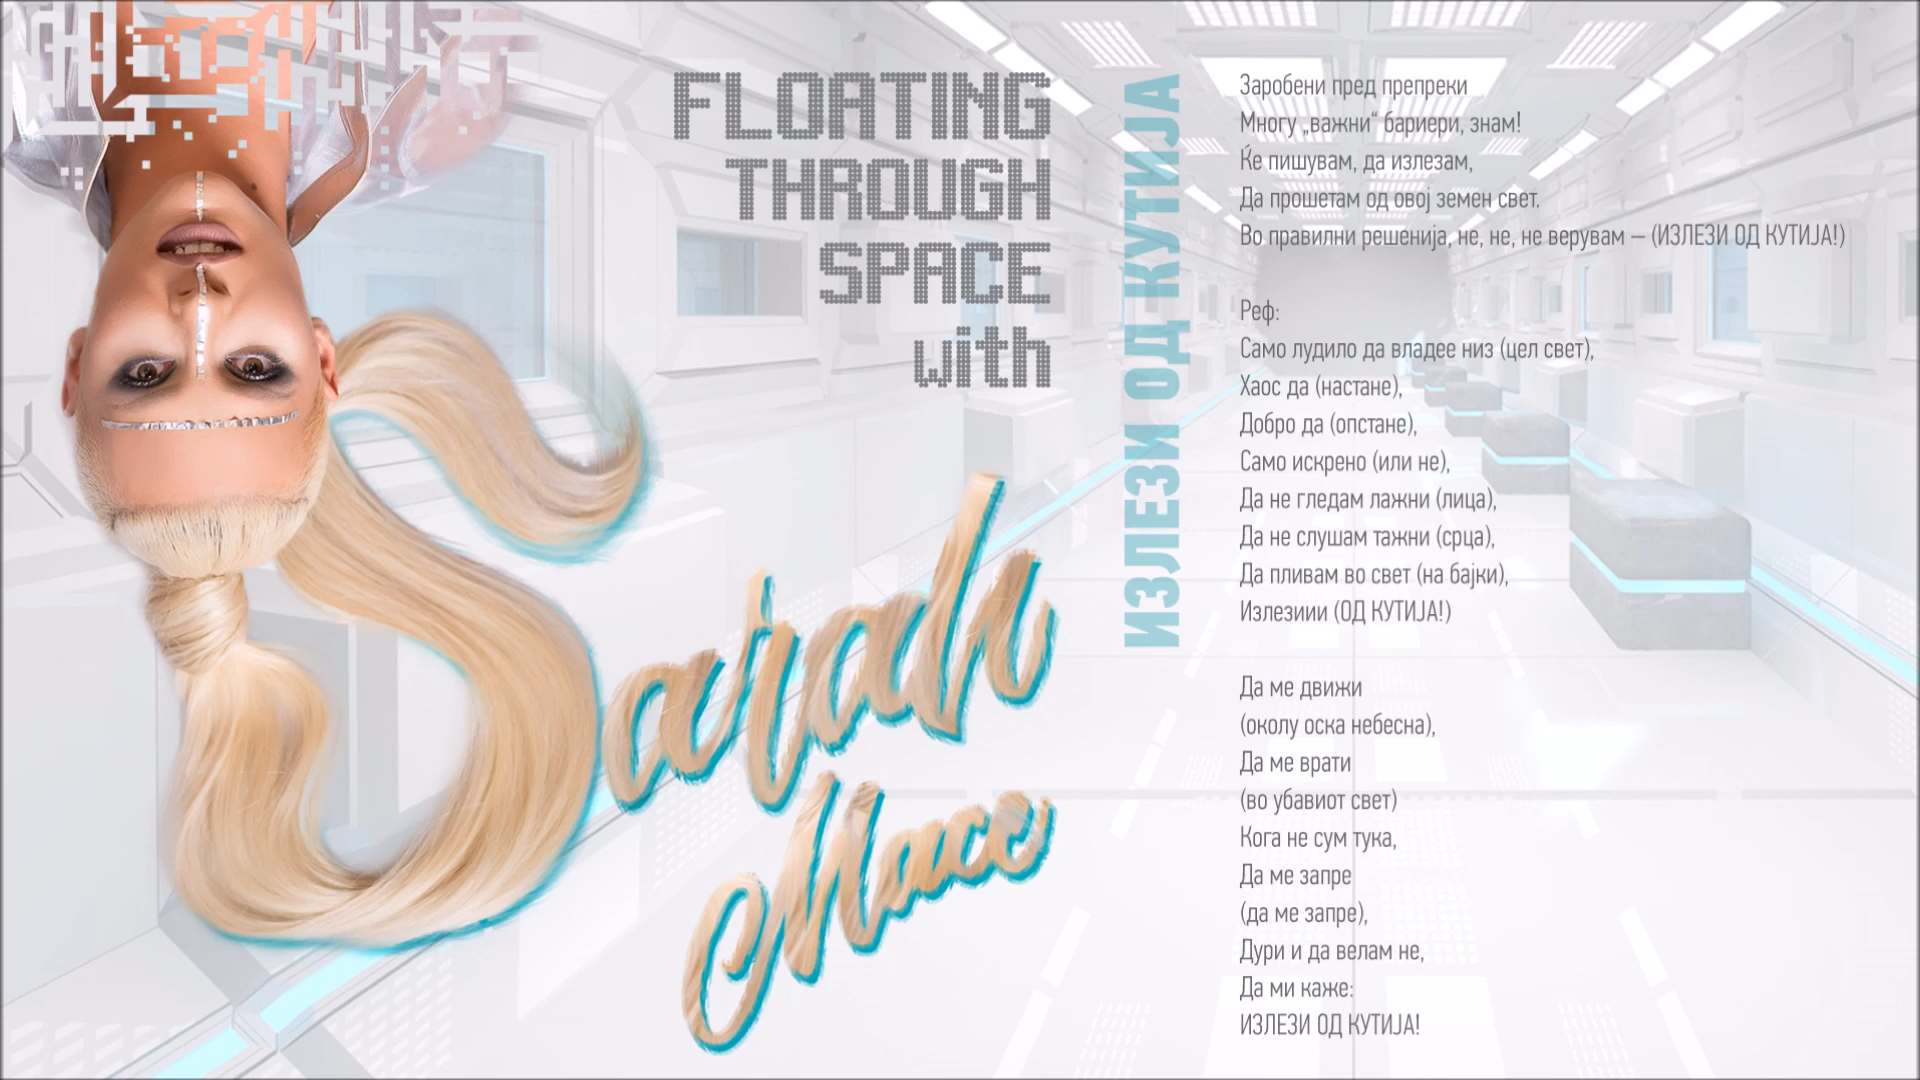 FLOATING
THROUGH
SPACE
with
Sarah
Mace
ИЗЛЕЗИ ОД КУТИЈА
Заробени пред препреки
Многу „важни“ бариери, знам!
Ќе пишувам, да излезам,
Да прошетам од овој земен свет.
Во правилни решенија, не, не, не верувам – (ИЗЛЕЗИ ОД КУТИЈА!)
Реф:
Само лудило да владее низ (цел свет),
Хаос да (настане),
Добро да (опстане),
Само искрено (или не),
Да не гледам лажни (лица),
Да не слушам тажни (срца),
Да пливам во свет (на бајки),
Излезиии (ОД КУТИЈА!)
Да ме движи
(околу оска небесна),
Да ме врати
(во убавиот свет)
Кога не сум тука,
Да ме запре
(да ме запре),
Дури и да велам не,
Да ми каже:
ИЗЛЕЗИ ОД КУТИЈА!